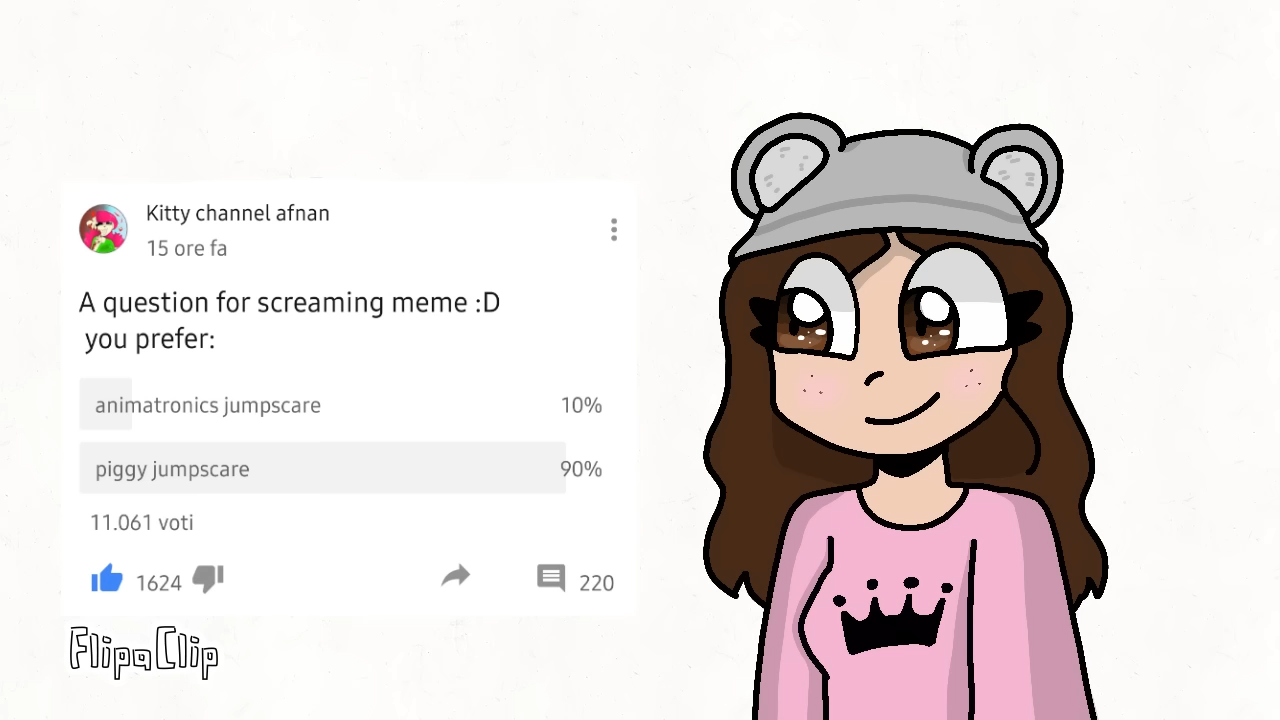 Kitty channel afnan
15 ore fa
A question for screaming meme :D
you prefer:
animatronics jumpscare 10%
piggy jumpscare 90%
11.061 voti
1624 220
FlipaClip